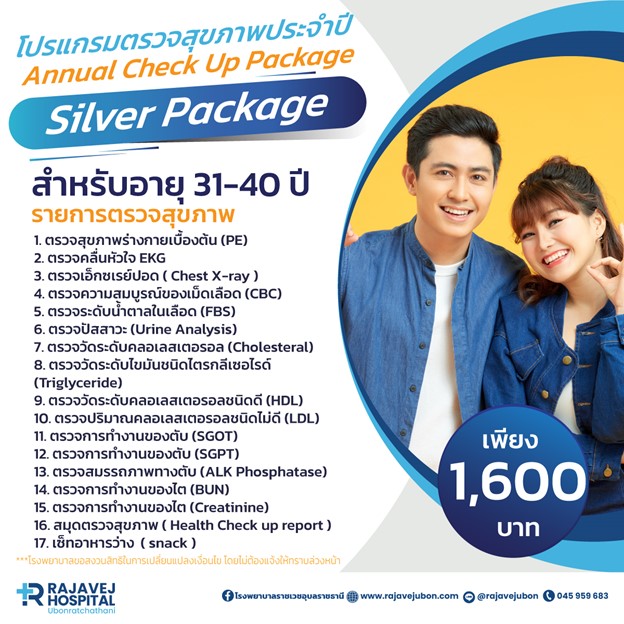 โปรแกรมตรวจสุขภาพประจำปี
Annual Check Up Package
Silver Package
สำหรับอายุ 31-40 ปี
รายการตรวจสุขภาพ
1. ตรวจสุขภาพร่างกายเบื้องต้น (PE)
2. ตรวจคลื่นหัวใจ EKG
3. ตรวจเอ็กซเรย์ปอด ( Chest X-ray )
4. ตรวจความสมบูรณ์ของเม็ดเลือด (CBC)
5. ตรวจระดับน้ำตาลในเลือด (FBS)
6. ตรวจปัสสาวะ (Urine Analysis)
7. ตรวจวัดระดับคลอเลสเตอรอล (Cholesteral)
8. ตรวจวัดระดับไขมันชนิดไตรกลีเซอไรด์
(Triglyceride)
9. ตรวจวัดระดับคลอเลสเตอรอลชนิดดี (HDL)
10. ตรวจปริมาณคลอเลสเตอรอลชนิดไม่ดี (LDL)
11. ตรวจการทำงานของตับ (SGOT)
12. ตรวจการทำงานของตับ (SGPT)
13. ตรวจสมรรถภาพทางตับ (ALK Phosphatase)
14. ตรวจการทำงานของไต (BUN)
15. ตรวจการทำงานของไต (Creatinine)
16. สมุดตรวจสุขภาพ ( Health Check up report )
17. เซ็ทอาหารว่าง ( snack )
***โรงพยาบาลขอสงวนสิทธิในการเปลี่ยนแปลงเงื่อนไข โดยไม่ต้องแจ้งให้ทราบล่วงหน้า
เพียง
1,600
บาท
RAJAVEJ
HOSPITAL
Ubonratchathani
โรงพยาบาลราชเวชอุบลราชธานี www.rajavejubon.com @rajavejubon 045 959 683